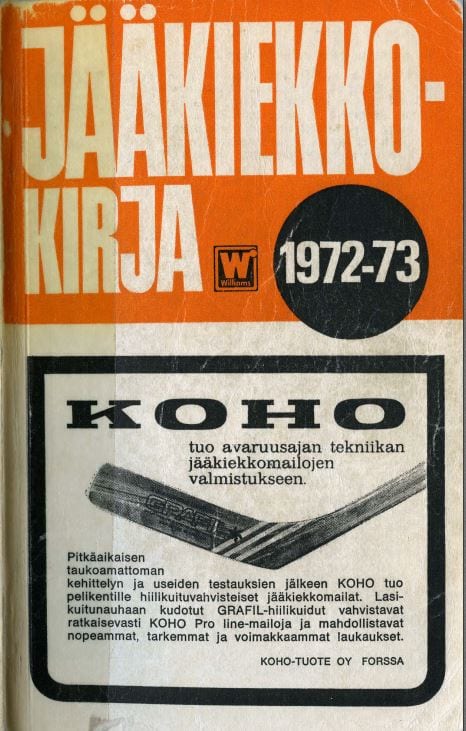 JÄÄKIEKKO-
KIRJA
W
Williams
1972-73
KOHO
tuo avaruusajan tekniikan
jääkiekkomailojen
valmistukseen.
GRAFIL
Pitkäaikaisen
taukoamattoman
kehittelyn ja useiden testauksien jälkeen KOHO tuo
pelikentille hiilikuituvahvisteiset jääkiekkomailat. Lasi-
kuitunauhaan kudotut GRAFIL-hiilikuidut vahvistavat
ratkaisevasti KOHO Pro line-mailoja ja mahdollistavat
nopeammat, tarkemmat ja voimakkaammat laukaukset.
KOHO-TUOTE OY FORSSA